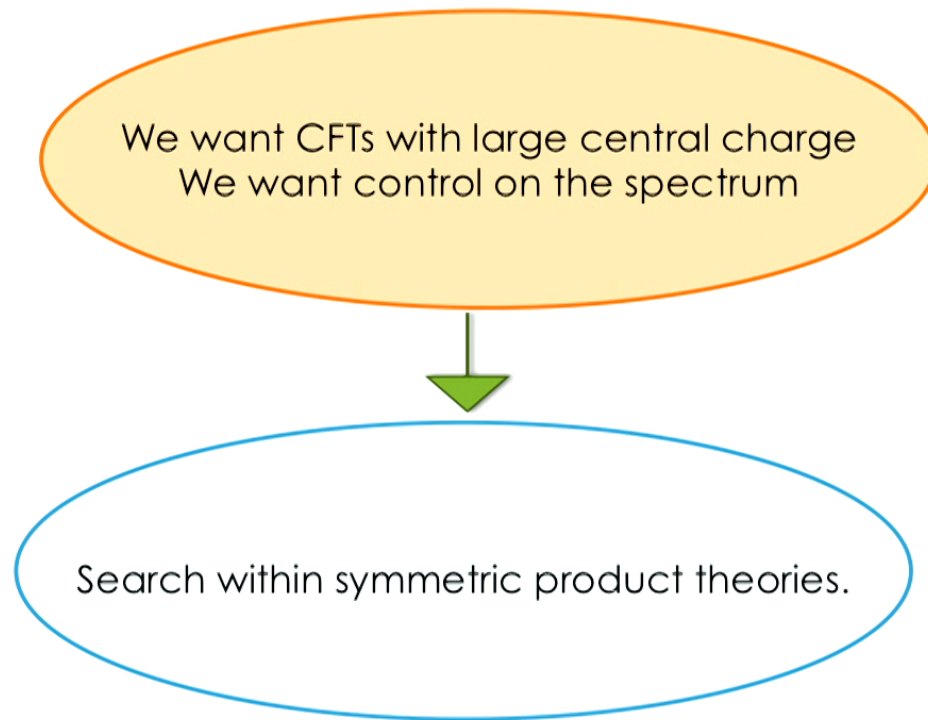 We want CFTs with large central charge
We want control on the spectrum
Search within symmetric product theories.